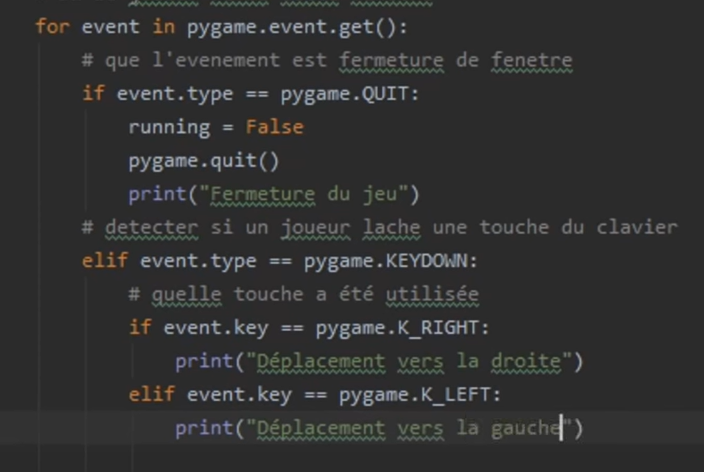 for event in pygame.event.get():
# que l'evenement est fermeture de fenetre
if event.type == pygame.QUIT:
running = False
pygame.quit()
print("Fermeture du jeu")
# detecter si un joueur lache une touche du clavier
elif event.type == pygame.KEYDOWN:
# quelle touche a été utilisée
if event.key == pygame.K_RIGHT:
print("Déplacement vers la droite")
elif event.key == pygame.K_LEFT:
print("Déplacement vers la gauche")